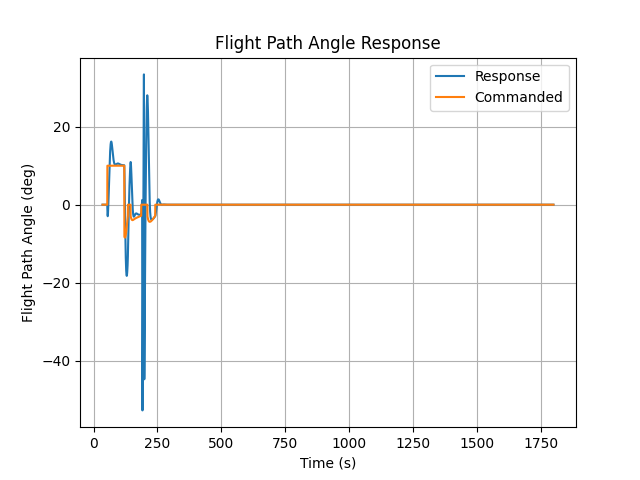 Flight Path Angle Response
Response
Commanded
20
0
−20
−40
Flight Path Angle (deg)
0 250 500 750 1000 1250 1500 1750
Time (s)